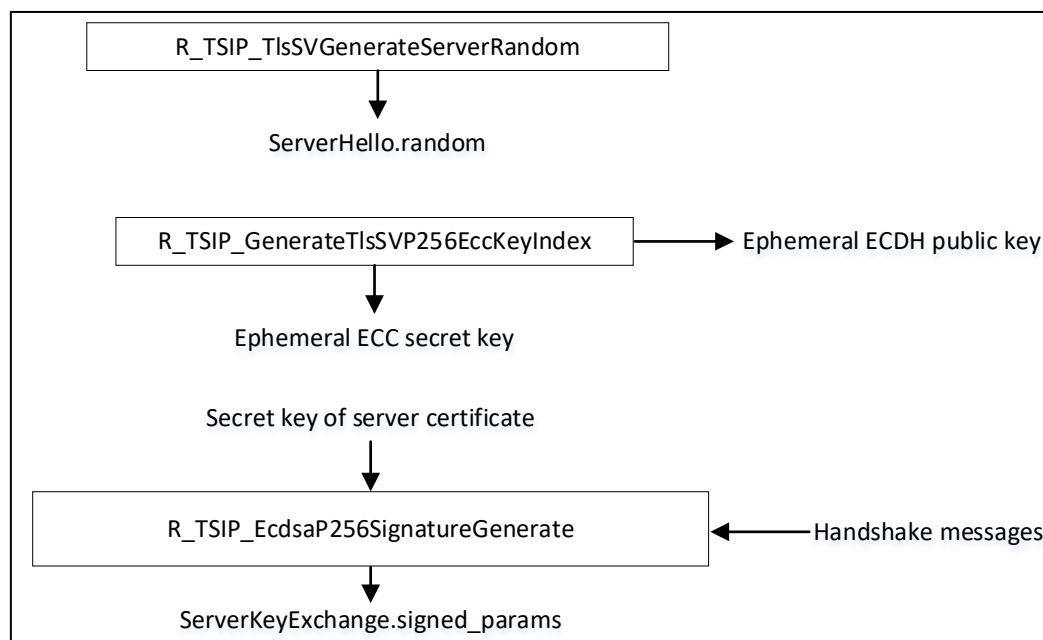 R_TSIP_TlsSVGenerateServerRandom
ServerHello.random
R_TSIP_GenerateTlsSVP256EccKeyIndex
Ephemeral ECDH public key
Ephemeral ECC secret key
Secret key of server certificate
R_TSIP_EcdsaP256SignatureGenerate
Handshake messages
ServerKeyExchange.signed_params